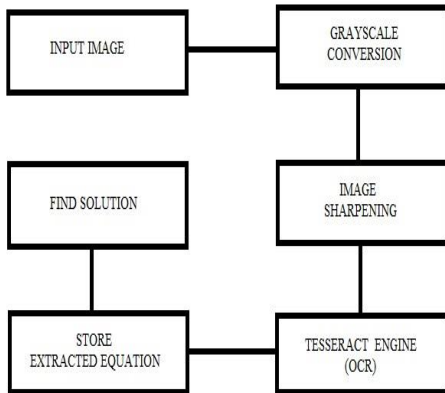 INPUT IMAGE
GRAYSCALE
CONVERSION
IMAGE
SHARPENING
TESSERACT ENGINE
(OCR)
STORE
EXTRACTED EQUATION
FIND SOLUTION